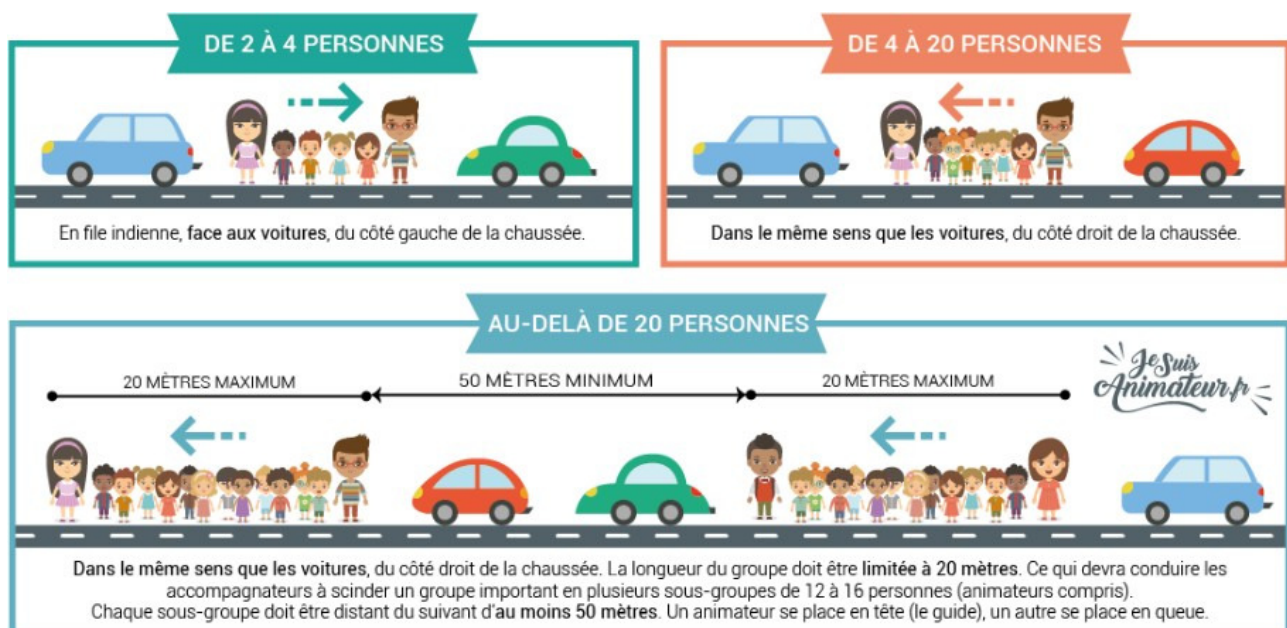 DE 2 À 4 PERSONNES
En file indienne, face aux voitures, du côté gauche de la chaussée.
DE 4 À 20 PERSONNES
Dans le même sens que les voitures, du côté droit de la chaussée.
AU-DELÀ DE 20 PERSONNES
20 MÈTRES MAXIMUM
50 MÈTRES MINIMUM
20 MÈTRES MAXIMUM
Je Suis
Animateur.fr
Dans le même sens que les voitures, du côté droit de la chaussée. La longueur du groupe doit être limitée à 20 mètres. Ce qui devra conduire les
accompagnateurs à scinder un groupe important en plusieurs sous-groupes de 12 à 16 personnes (animateurs compris).
Chaque sous-groupe doit être distant du suivant d'au moins 50 mètres. Un animateur se place en tête (le guide), un autre se place en queue.